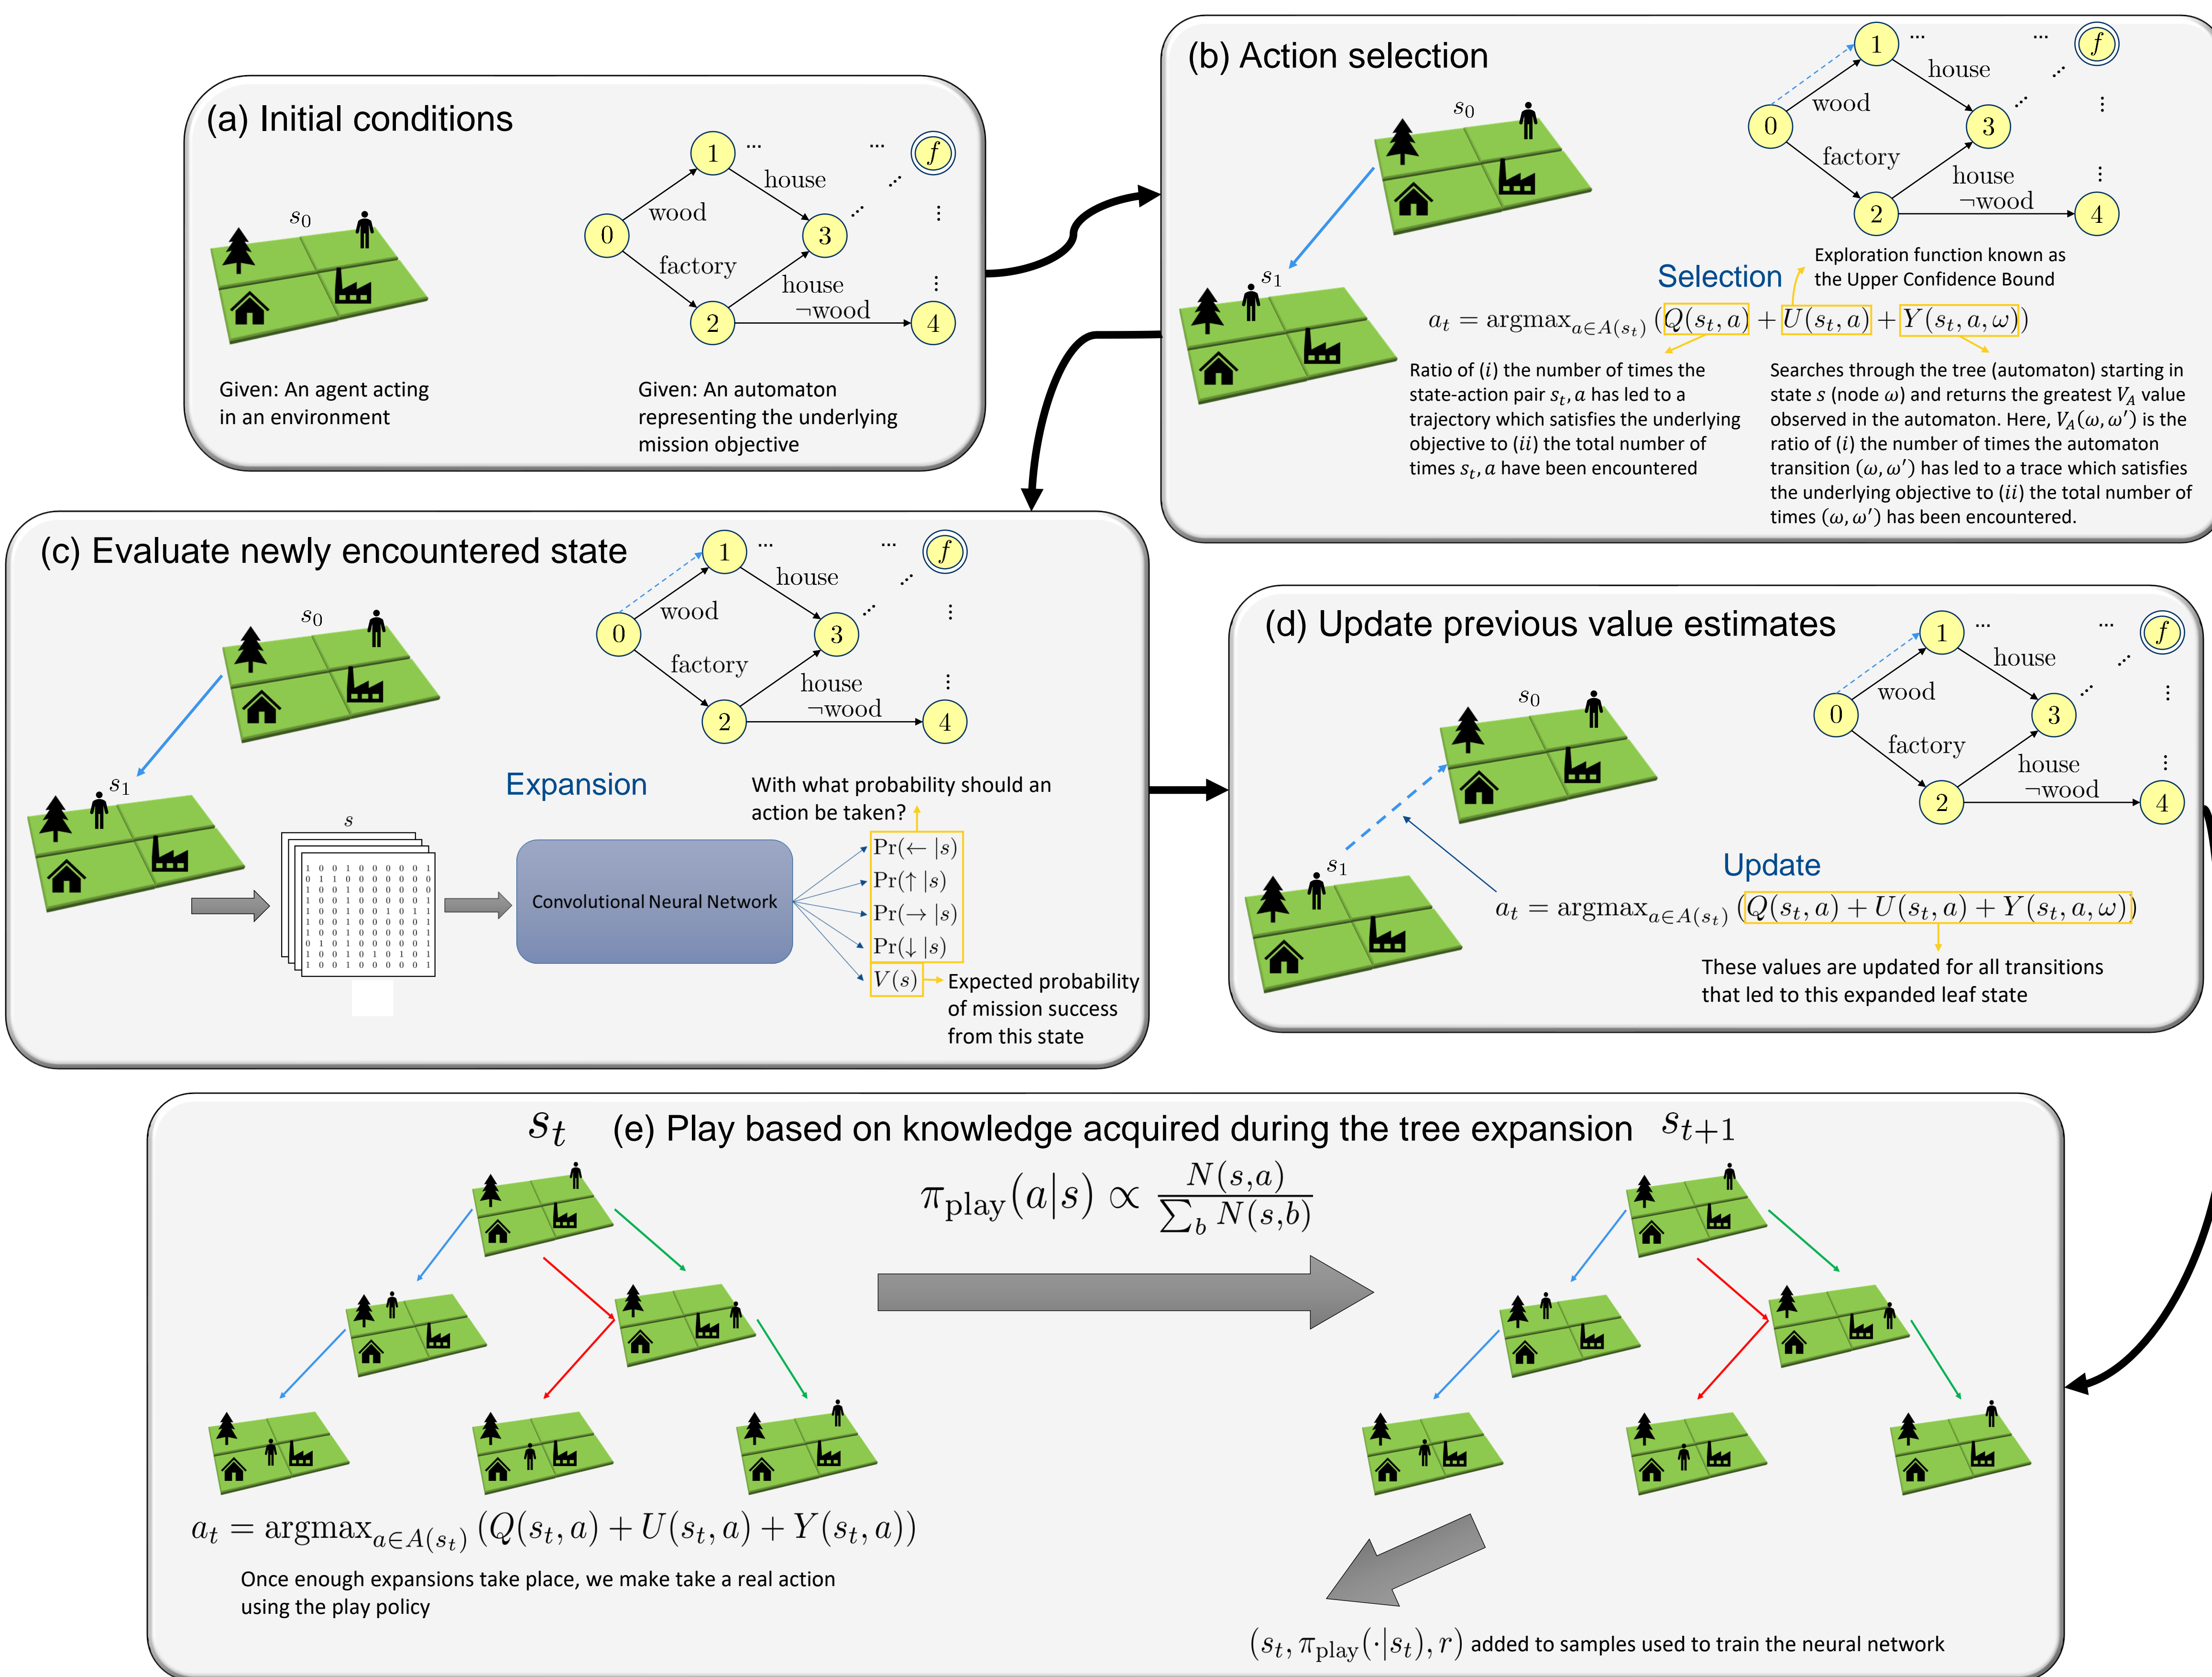 (a) Initial conditions
s₀
0
1
2
3
4
f
wood
factory
house
house
¬wood
...
...
Given: An agent acting
in an environment
Given: An automaton
representing the underlying
mission objective
(b) Action selection
s₀
s₁
0
1
2
3
4
f
wood
factory
house
house
¬wood
...
...
Selection
Exploration function known as
the Upper Confidence Bound
aₜ = argmax_{a∈A(sₜ)} (Q(sₜ, a) + U(sₜ, a) + Y(sₜ, a, ω))
Ratio of (i) the number of times the
state-action pair sₜ, a has led to a
trajectory which satisfies the underlying
objective to (ii) the total number of
times sₜ, a have been encountered
Searches through the tree (automaton) starting in
state s (node ω) and returns the greatest V_A value
observed in the automaton. Here, V_A(ω, ω′) is the
ratio of (i) the number of times the automaton
transition (ω, ω′) has led to a trace which satisfies
the underlying objective to (ii) the total number of
times (ω, ω′) has been encountered.
(c) Evaluate newly encountered state
s₀
s₁
0
1
2
3
4
f
wood
factory
house
house
¬wood
...
...
Expansion
With what probability should an
action be taken?
s
Convolutional Neural Network
Pr(← |s)
Pr(↑ |s)
Pr(→ |s)
Pr(↓ |s)
V(s)
Expected probability
of mission success
from this state
(d) Update previous value estimates
s₀
s₁
0
1
2
3
4
f
wood
factory
house
house
¬wood
...
...
Update
aₜ = argmax_{a∈A(sₜ)} (Q(sₜ, a) + U(sₜ, a) + Y(sₜ, a, ω))
These values are updated for all transitions
that led to this expanded leaf state
sₜ (e) Play based on knowledge acquired during the tree expansion sₜ₊₁
π_play(a|s) ∝ N(s,a) / ∑_b N(s,b)
aₜ = argmax_{a∈A(sₜ)} (Q(sₜ, a) + U(sₜ, a) + Y(sₜ, a))
Once enough expansions take place, we make take a real action
using the play policy
(sₜ, π_play(·|sₜ), r) added to samples used to train the neural network